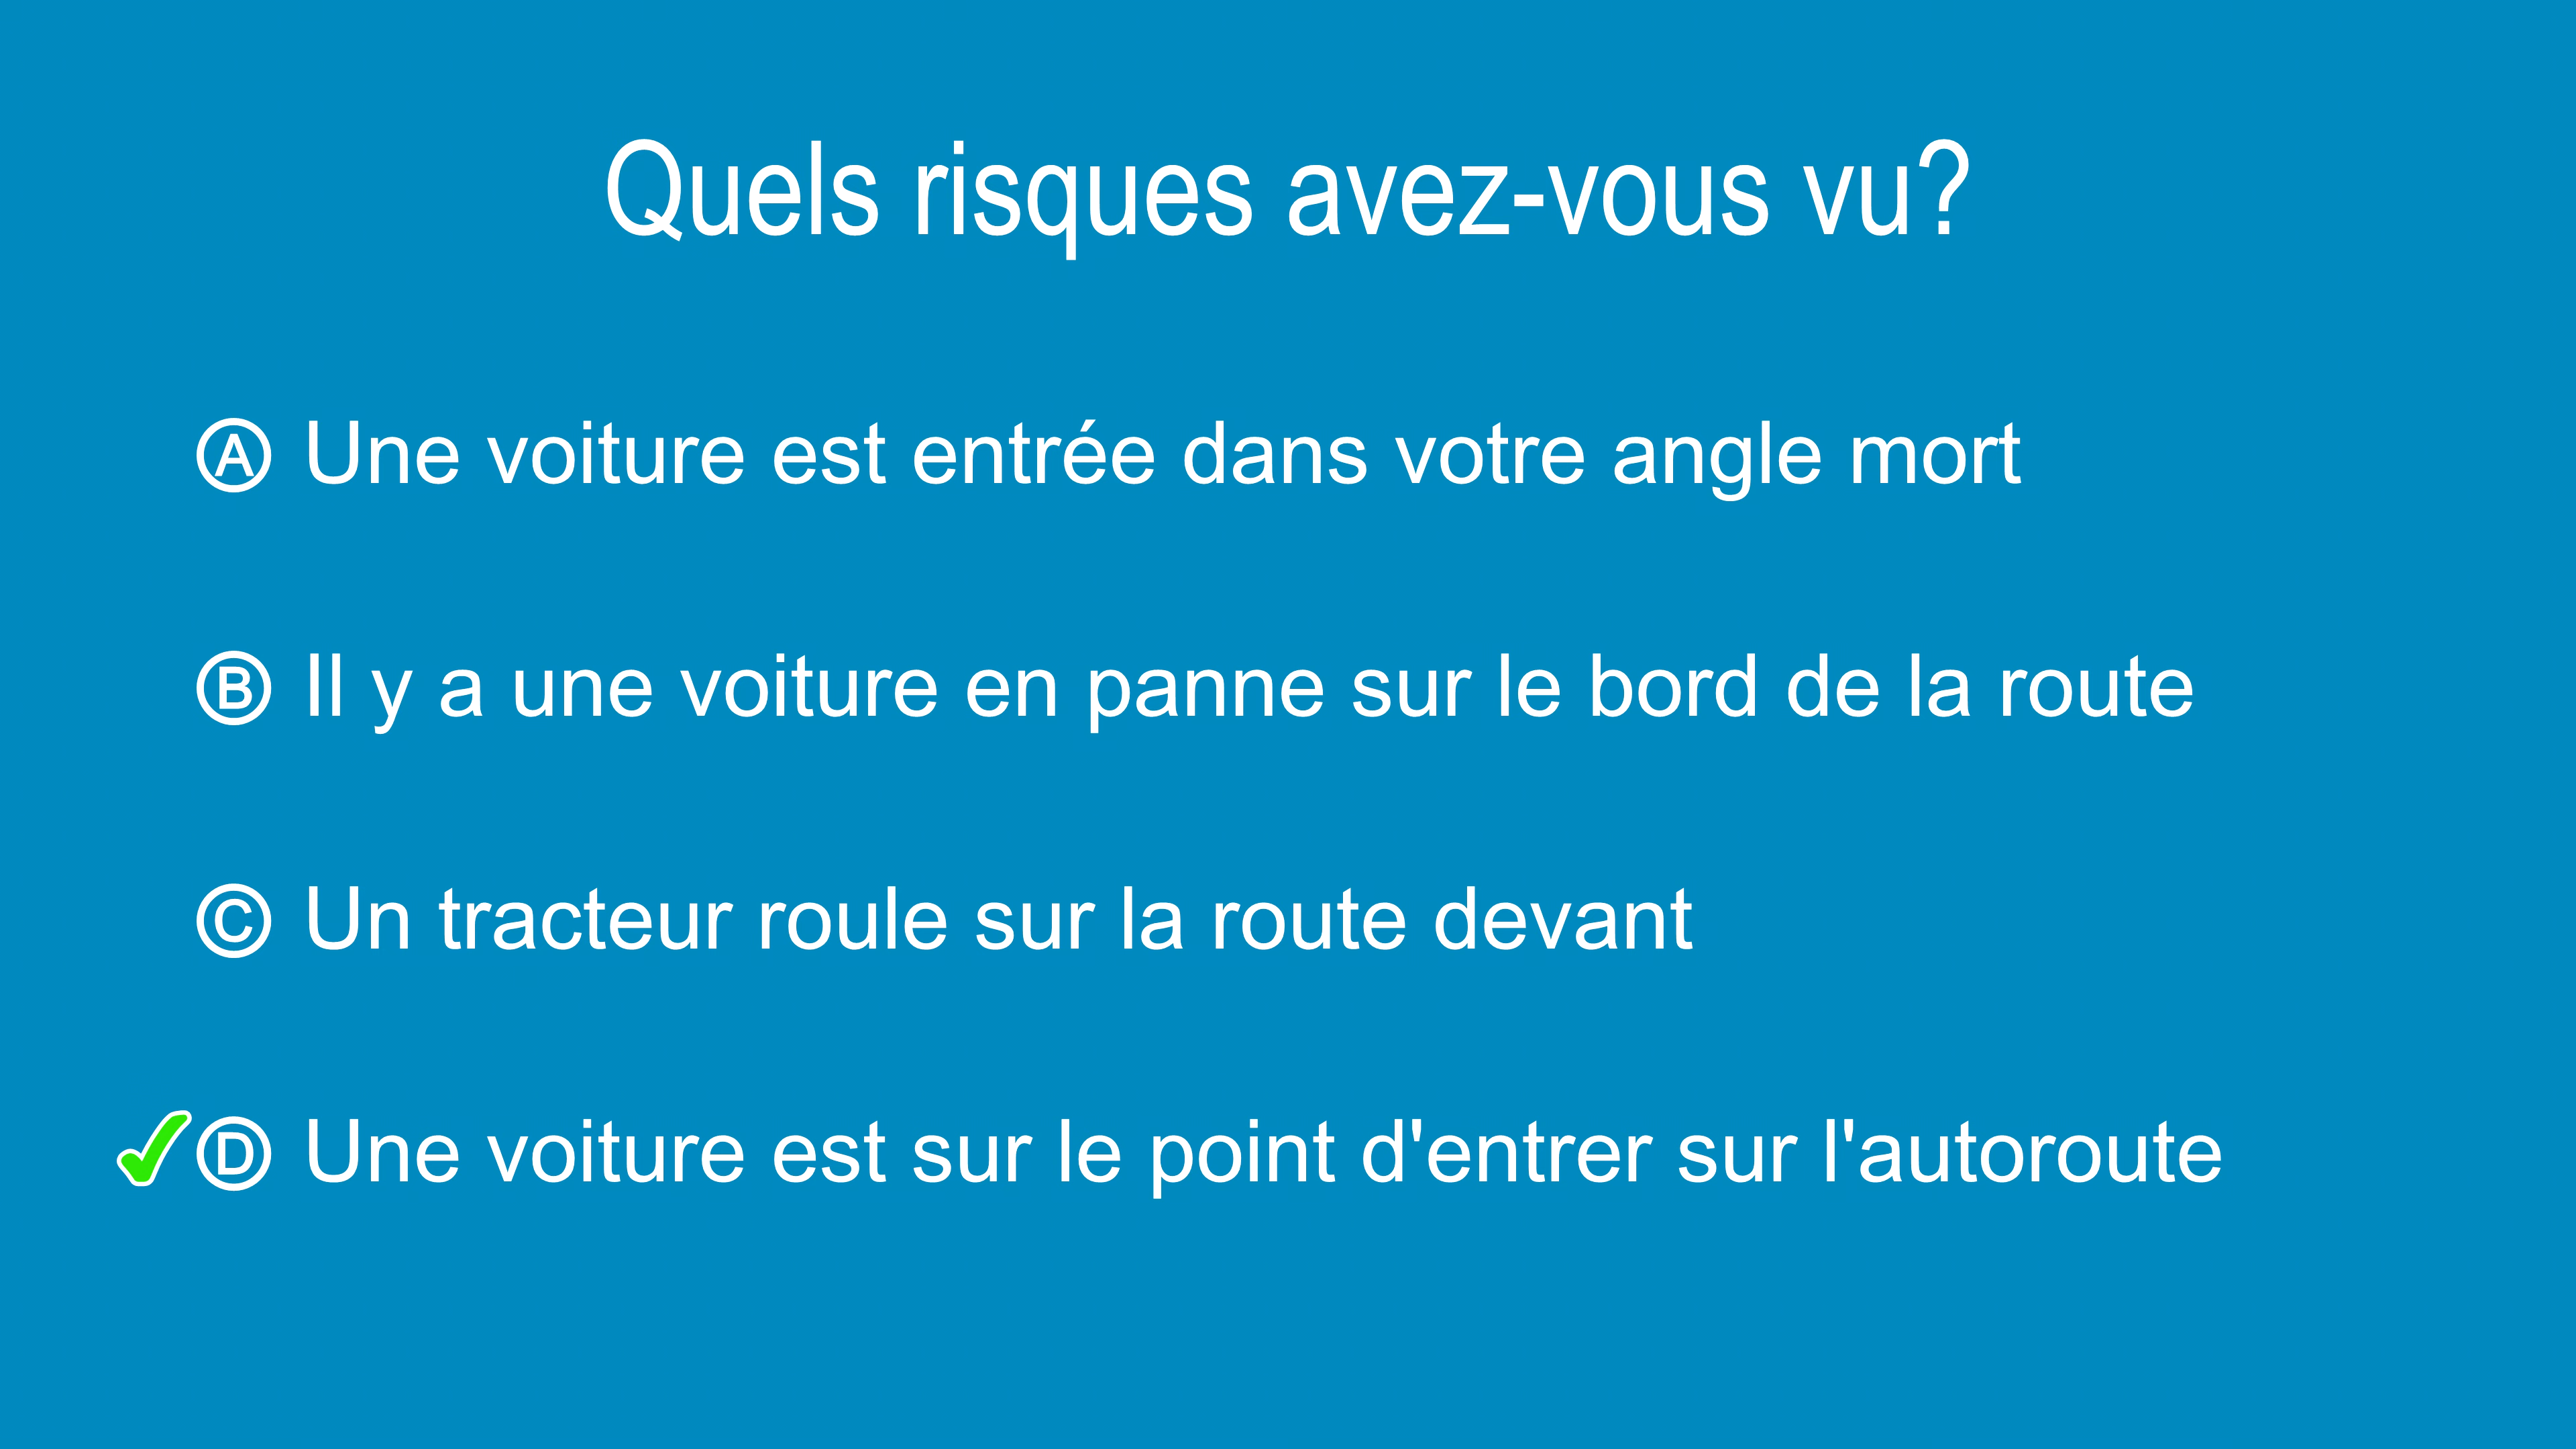 Quels risques avez-vous vu?
Ⓐ Une voiture est entrée dans votre angle mort
Ⓑ Il y a une voiture en panne sur le bord de la route
Ⓒ Un tracteur roule sur la route devant
Ⓓ Une voiture est sur le point d'entrer sur l'autoroute